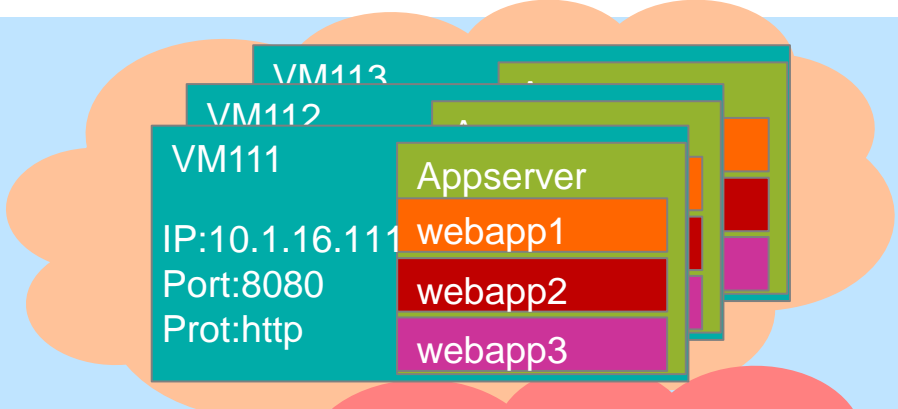 VM113
VM112
VM111
Appserver
IP:10.1.16.111
webapp1
Port:8080
webapp2
Prot:http
webapp3